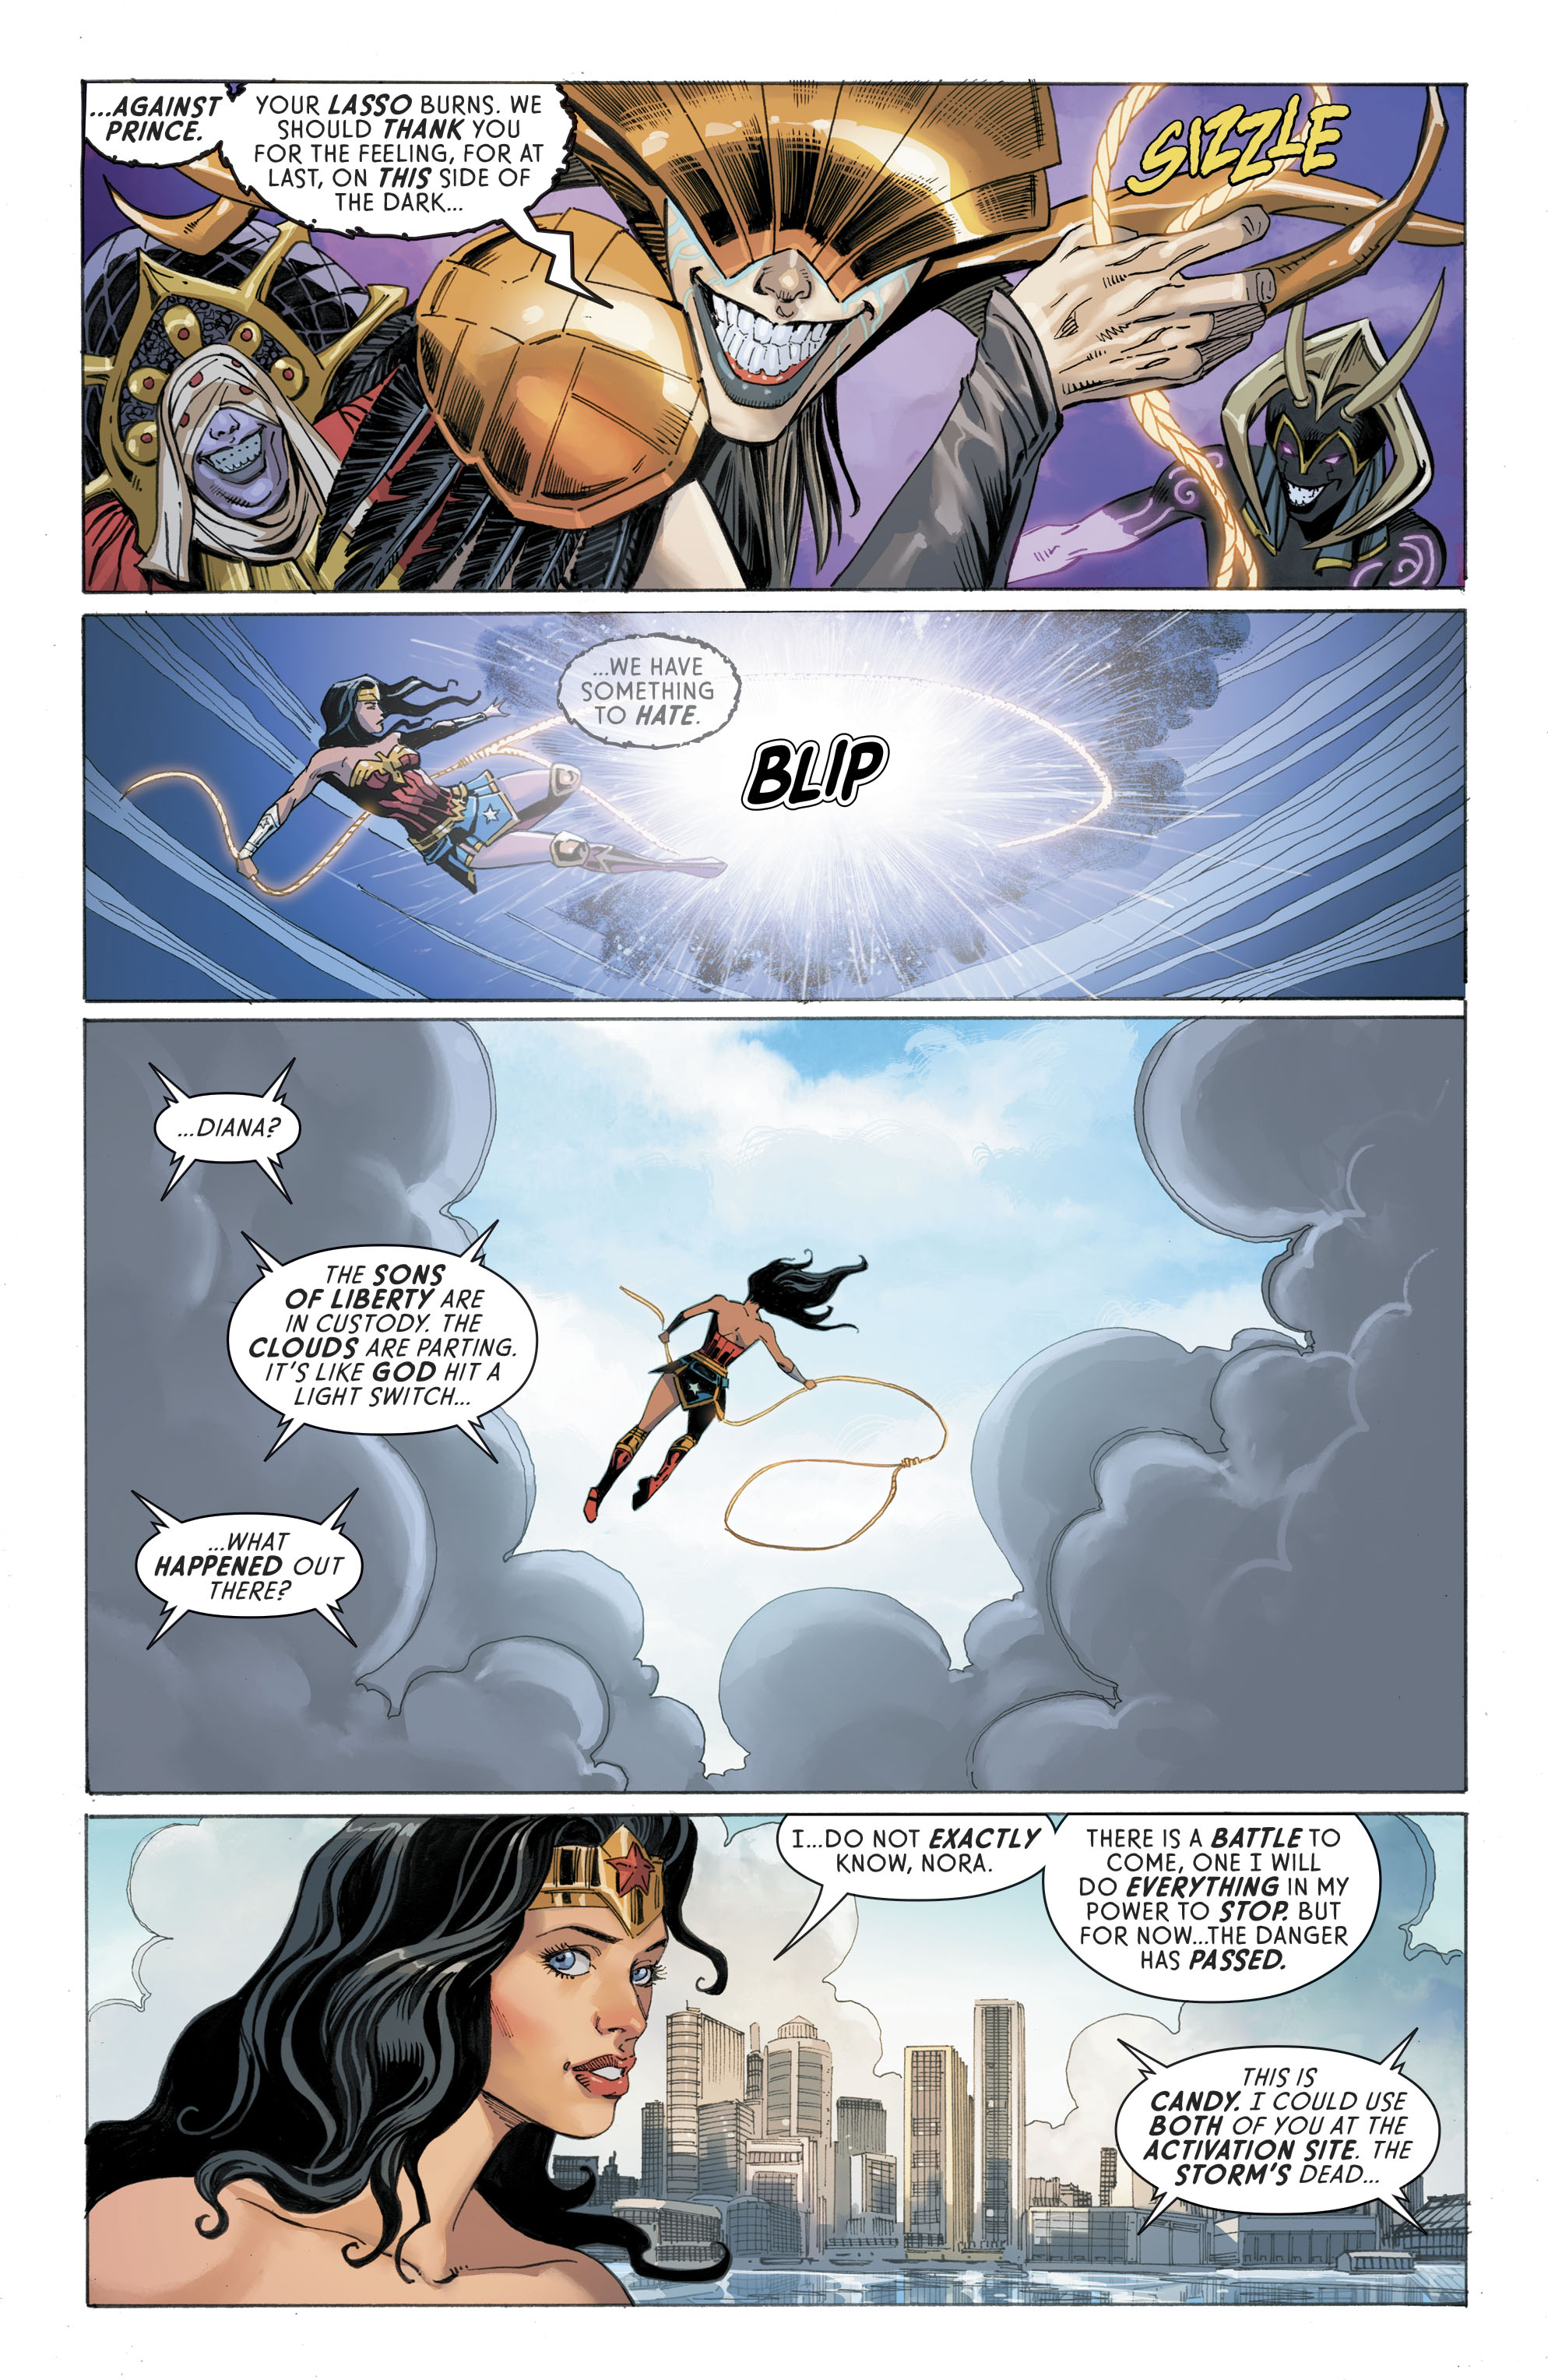 ...AGAINST
PRINCE.
YOUR LASSO BURNS. WE
SHOULD THANK YOU
FOR THE FEELING, FOR AT
LAST, ON THIS SIDE OF
THE DARK...
SIZZLE
...WE HAVE
SOMETHING
TO HATE.
BLIP
...DIANA?
THE SONS
OF LIBERTY ARE
IN CUSTODY. THE
CLOUDS ARE PARTING.
IT'S LIKE GOD HIT A
LIGHT SWITCH...
...WHAT
HAPPENED OUT
THERE?
I...DO NOT EXACTLY
KNOW, NORA.
THERE IS A BATTLE TO
COME, ONE I WILL
DO EVERYTHING IN MY
POWER TO STOP. BUT
FOR NOW...THE DANGER
HAS PASSED.
THIS IS
CANDY. I COULD USE
BOTH OF YOU AT THE
ACTIVATION SITE. THE
STORM'S DEAD...